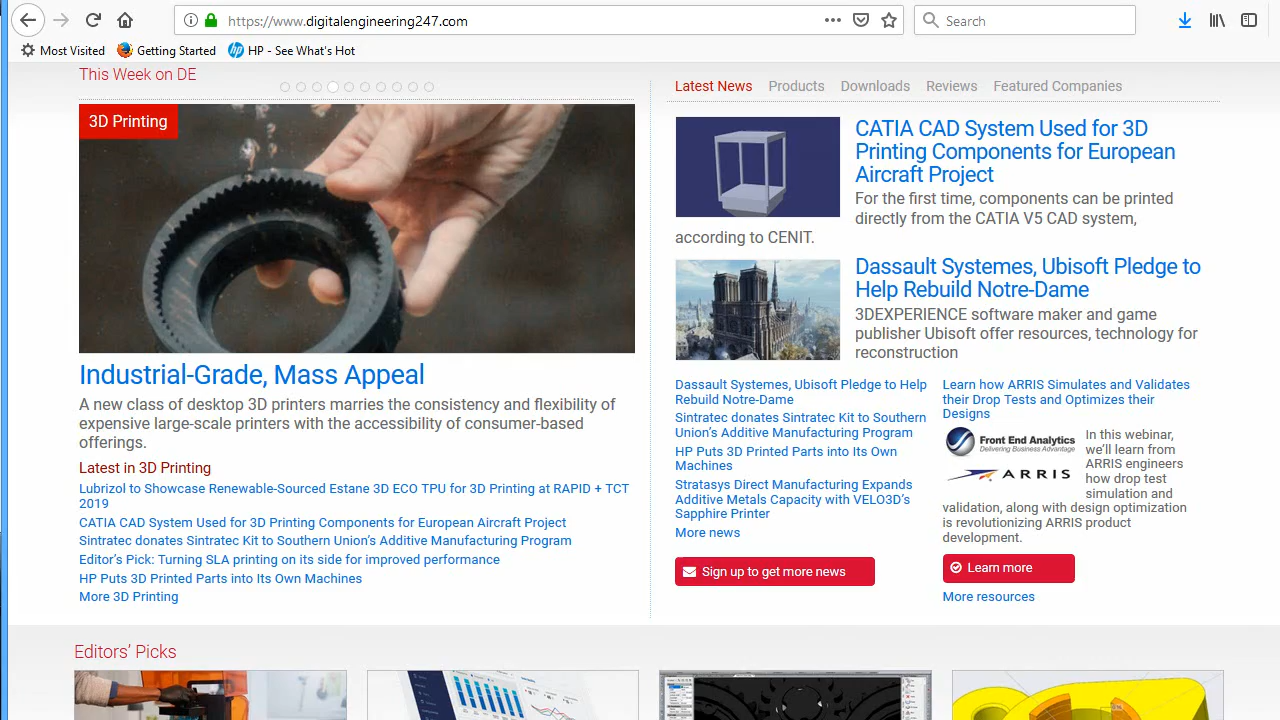 https://www.digitalengineering247.com
Search
Most Visited
Getting Started
HP - See What's Hot
This Week on DE
3D Printing
Industrial-Grade, Mass Appeal
A new class of desktop 3D printers marries the consistency and flexibility of
expensive large-scale printers with the accessibility of consumer-based
offerings.
Latest in 3D Printing
Lubrizol to Showcase Renewable-Sourced Estane 3D ECO TPU for 3D Printing at RAPID + TCT
2019
CATIA CAD System Used for 3D Printing Components for European Aircraft Project
Sintratec donates Sintratec Kit to Southern Union's Additive Manufacturing Program
Editor's Pick: Turning SLA printing on its side for improved performance
HP Puts 3D Printed Parts into Its Own Machines
More 3D Printing
Latest News
Products
Downloads
Reviews
Featured Companies
CATIA CAD System Used for 3D
Printing Components for European
Aircraft Project
For the first time, components can be printed
directly from the CATIA V5 CAD system,
according to CENIT.
Dassault Systemes, Ubisoft Pledge to
Help Rebuild Notre-Dame
3DEXPERIENCE software maker and game
publisher Ubisoft offer resources, technology for
reconstruction
Dassault Systemes, Ubisoft Pledge to Help
Rebuild Notre-Dame
Sintratec donates Sintratec Kit to Southern
Union's Additive Manufacturing Program
HP Puts 3D Printed Parts into Its Own
Machines
Stratasys Direct Manufacturing Expands
Additive Metals Capacity with VELO3D's
Sapphire Printer
More news
Sign up to get more news
Learn how ARRIS Simulates and Validates
their Drop Tests and Optimizes their
Designs
Front End Analytics
Delivering Business Advantage
ARRIS
In this webinar,
we'll learn from
ARRIS engineers
how drop test
simulation and
validation, along with design optimization
is revolutionizing ARRIS product
development.
Learn more
More resources
Editors' Picks